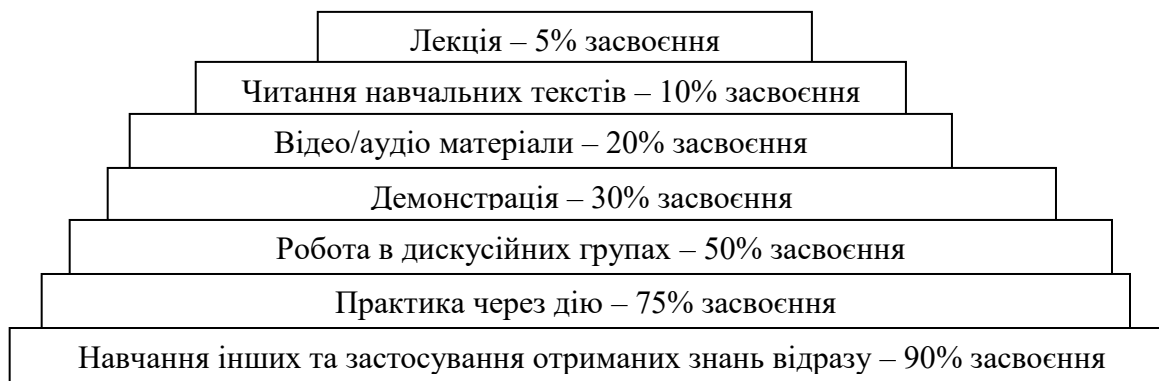 Лекція – 5% засвоєння
Читання навчальних текстів – 10% засвоєння
Відео/аудіо матеріали – 20% засвоєння
Демонстрація – 30% засвоєння
Робота в дискусійних групах – 50% засвоєння
Практика через дію – 75% засвоєння
Навчання інших та застосування отриманих знань відразу – 90% засвоєння